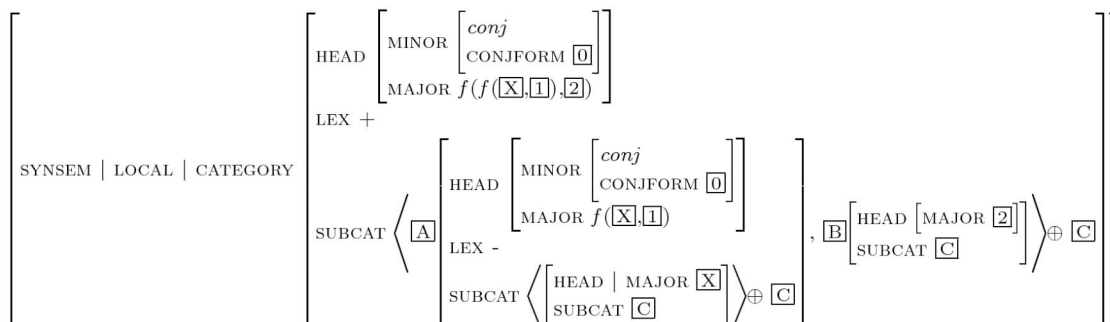 HEAD MINOR conj
CONJFORM 0
MAJOR f(f(X,1),2)
LEX +
SYNSEM | LOCAL | CATEGORY
SUBCAT ⟨ A HEAD MINOR conj
CONJFORM 0
MAJOR f(X,1)
LEX -
SUBCAT ⟨ HEAD | MAJOR X
SUBCAT C ⟩ ⊕ C , B HEAD [MAJOR 2]
SUBCAT C ⟩ ⊕ C